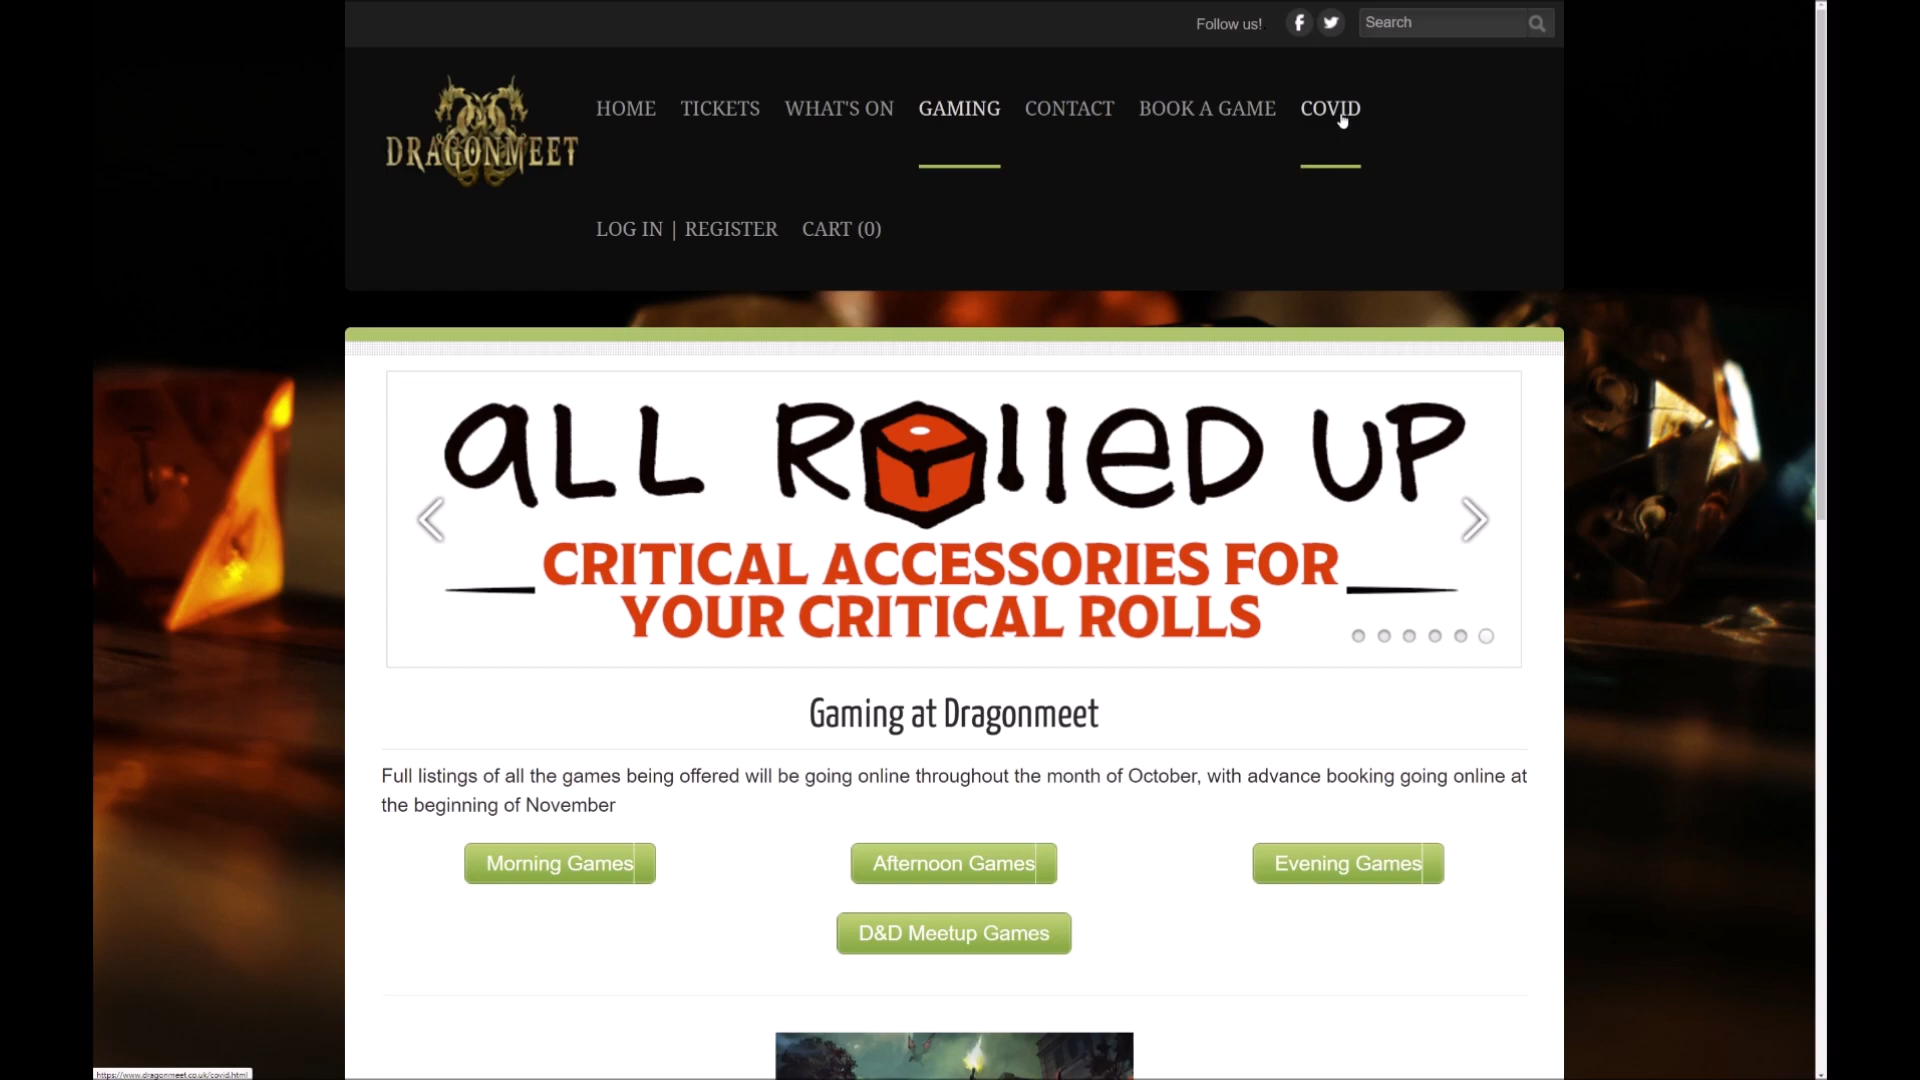 Follow us!
Search
DRAGONMEET
HOME TICKETS WHAT'S ON GAMING CONTACT BOOK A GAME COVID
LOG IN | REGISTER CART (0)
ALL ROLLED UP
CRITICAL ACCESSORIES FOR
YOUR CRITICAL ROLLS
Gaming at Dragonmeet
Full listings of all the games being offered will be going online throughout the month of October, with advance booking going online at
the beginning of November
Morning Games Afternoon Games Evening Games
D&D Meetup Games
https://www.dragonmeet.co.uk/covid.html